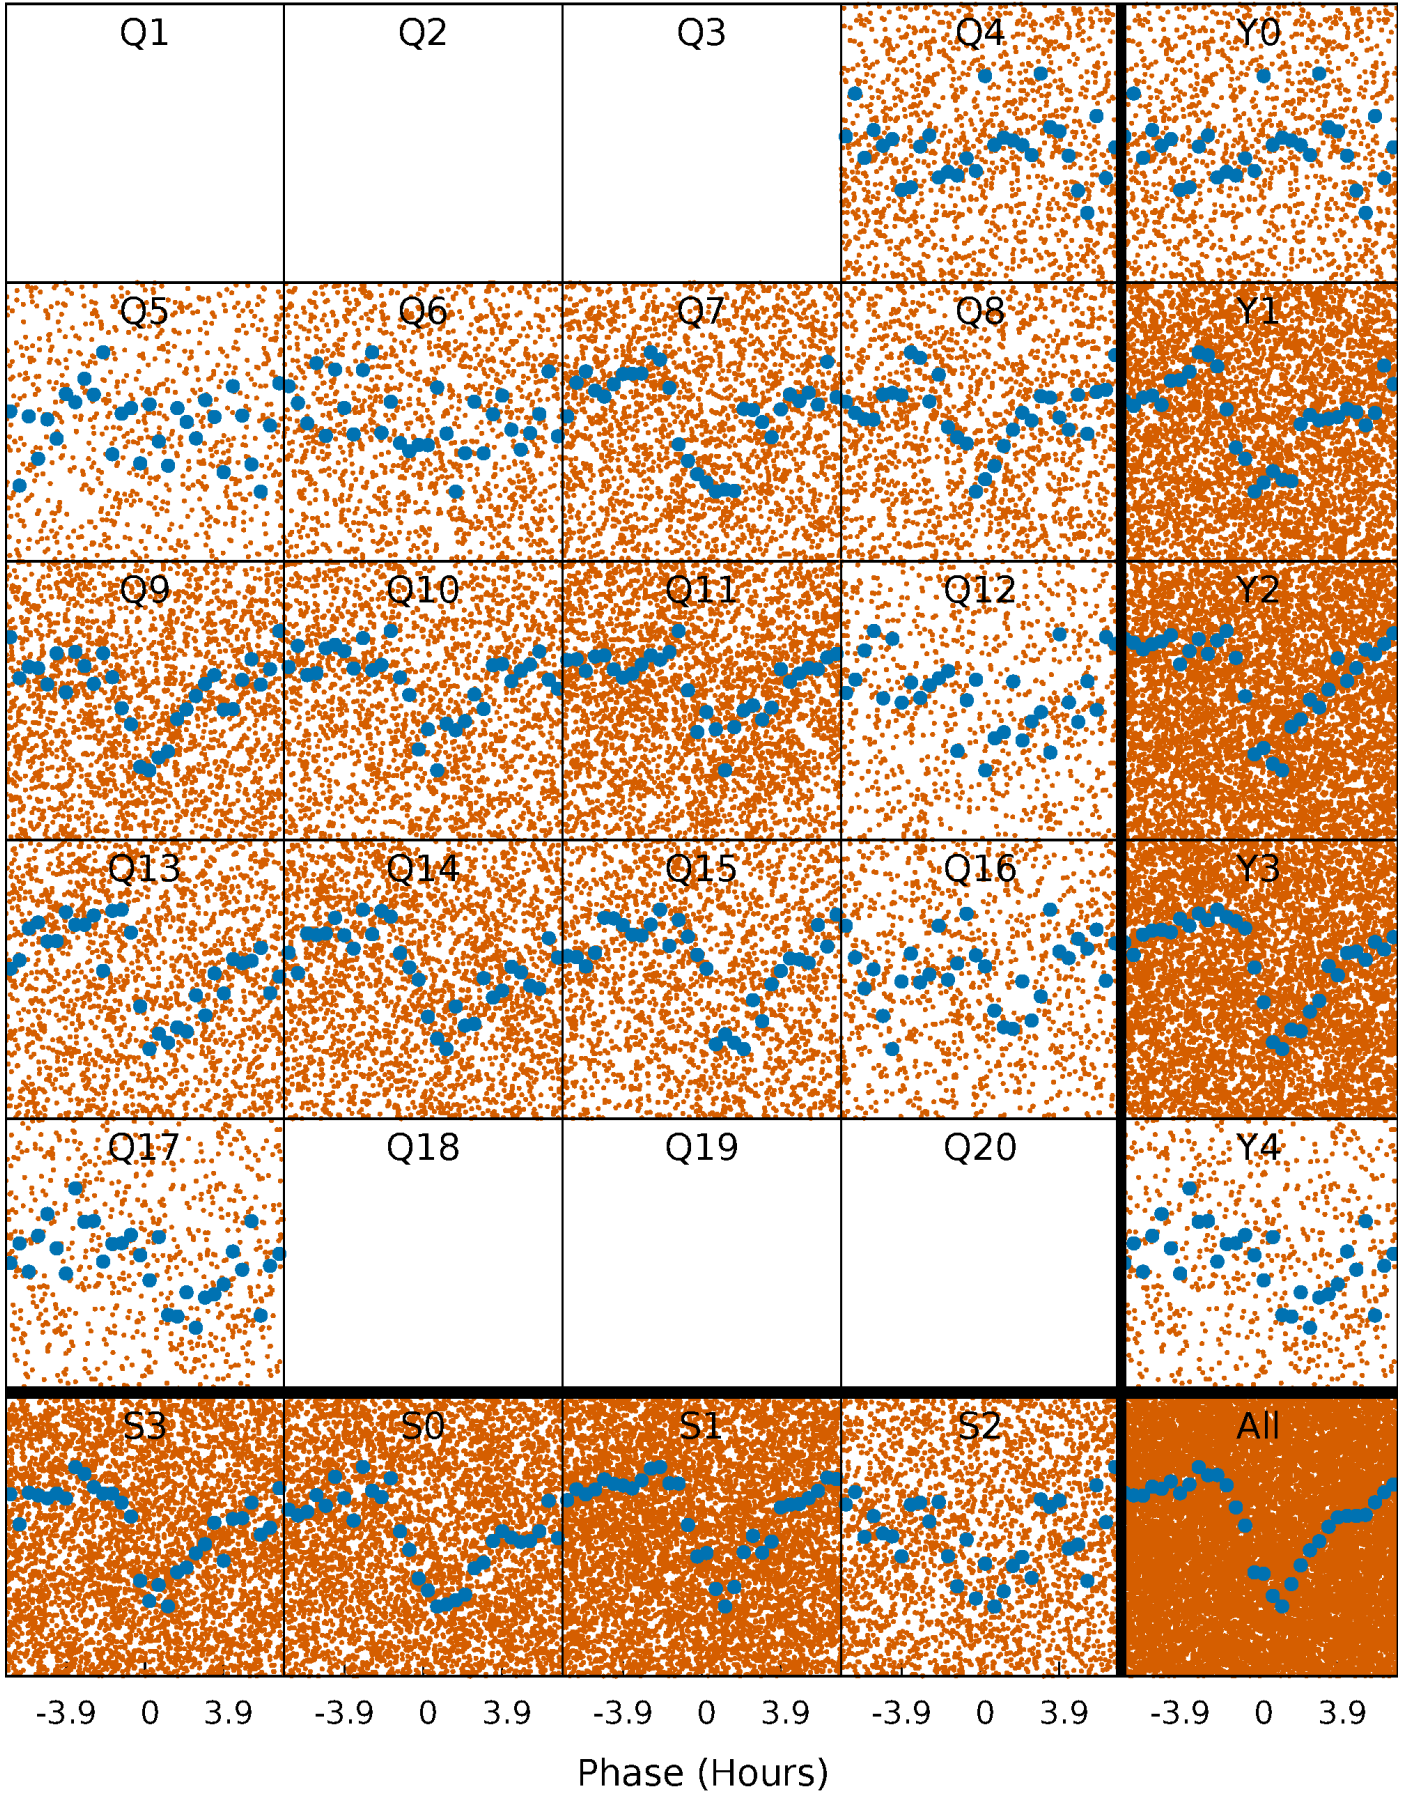 Q1 Q2 Q3 Q4 Y0
Q5 Q6 Q7 Q8 Y1
Q9 Q10 Q11 Q12 Y2
Q13 Q14 Q15 Q16 Y3
Q17 Q18 Q19 Q20 Y4
S3 S0 S1 S2 All
-3.9 0 3.9 -3.9 0 3.9 -3.9 0 3.9 -3.9 0 3.9 -3.9 0 3.9
Phase (Hours)